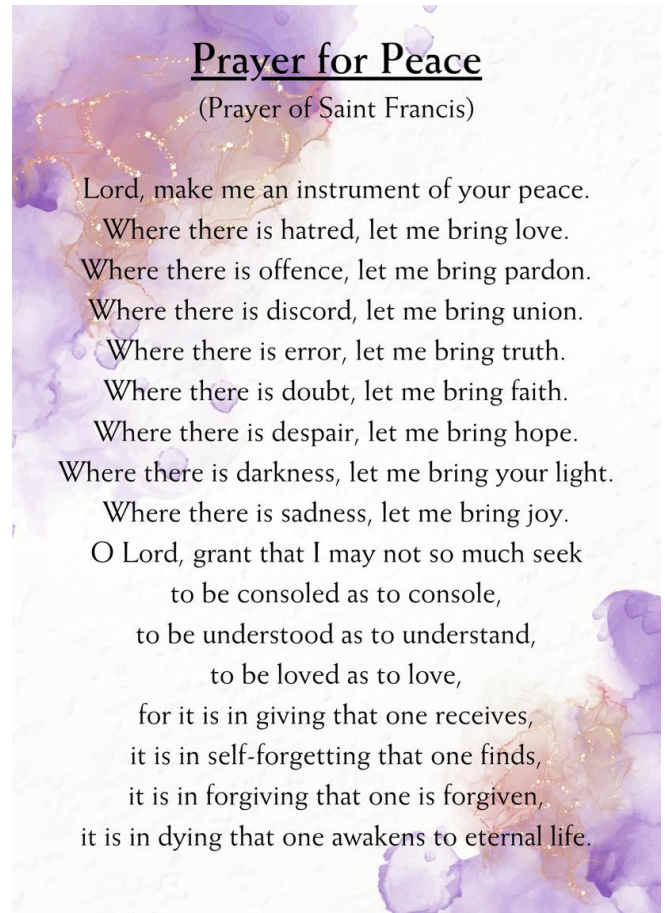 Prayer for Peace
(Prayer of Saint Francis)
Lord, make me an instrument of your peace.
Where there is hatred, let me bring love.
Where there is offence, let me bring pardon.
Where there is discord, let me bring union.
Where there is error, let me bring truth.
Where there is doubt, let me bring faith.
Where there is despair, let me bring hope.
Where there is darkness, let me bring your light.
Where there is sadness, let me bring joy.
O Lord, grant that I may not so much seek
to be consoled as to console,
to be understood as to understand,
to be loved as to love,
for it is in giving that one receives,
it is in self-forgetting that one finds,
it is in forgiving that one is forgiven,
it is in dying that one awakens to eternal life.